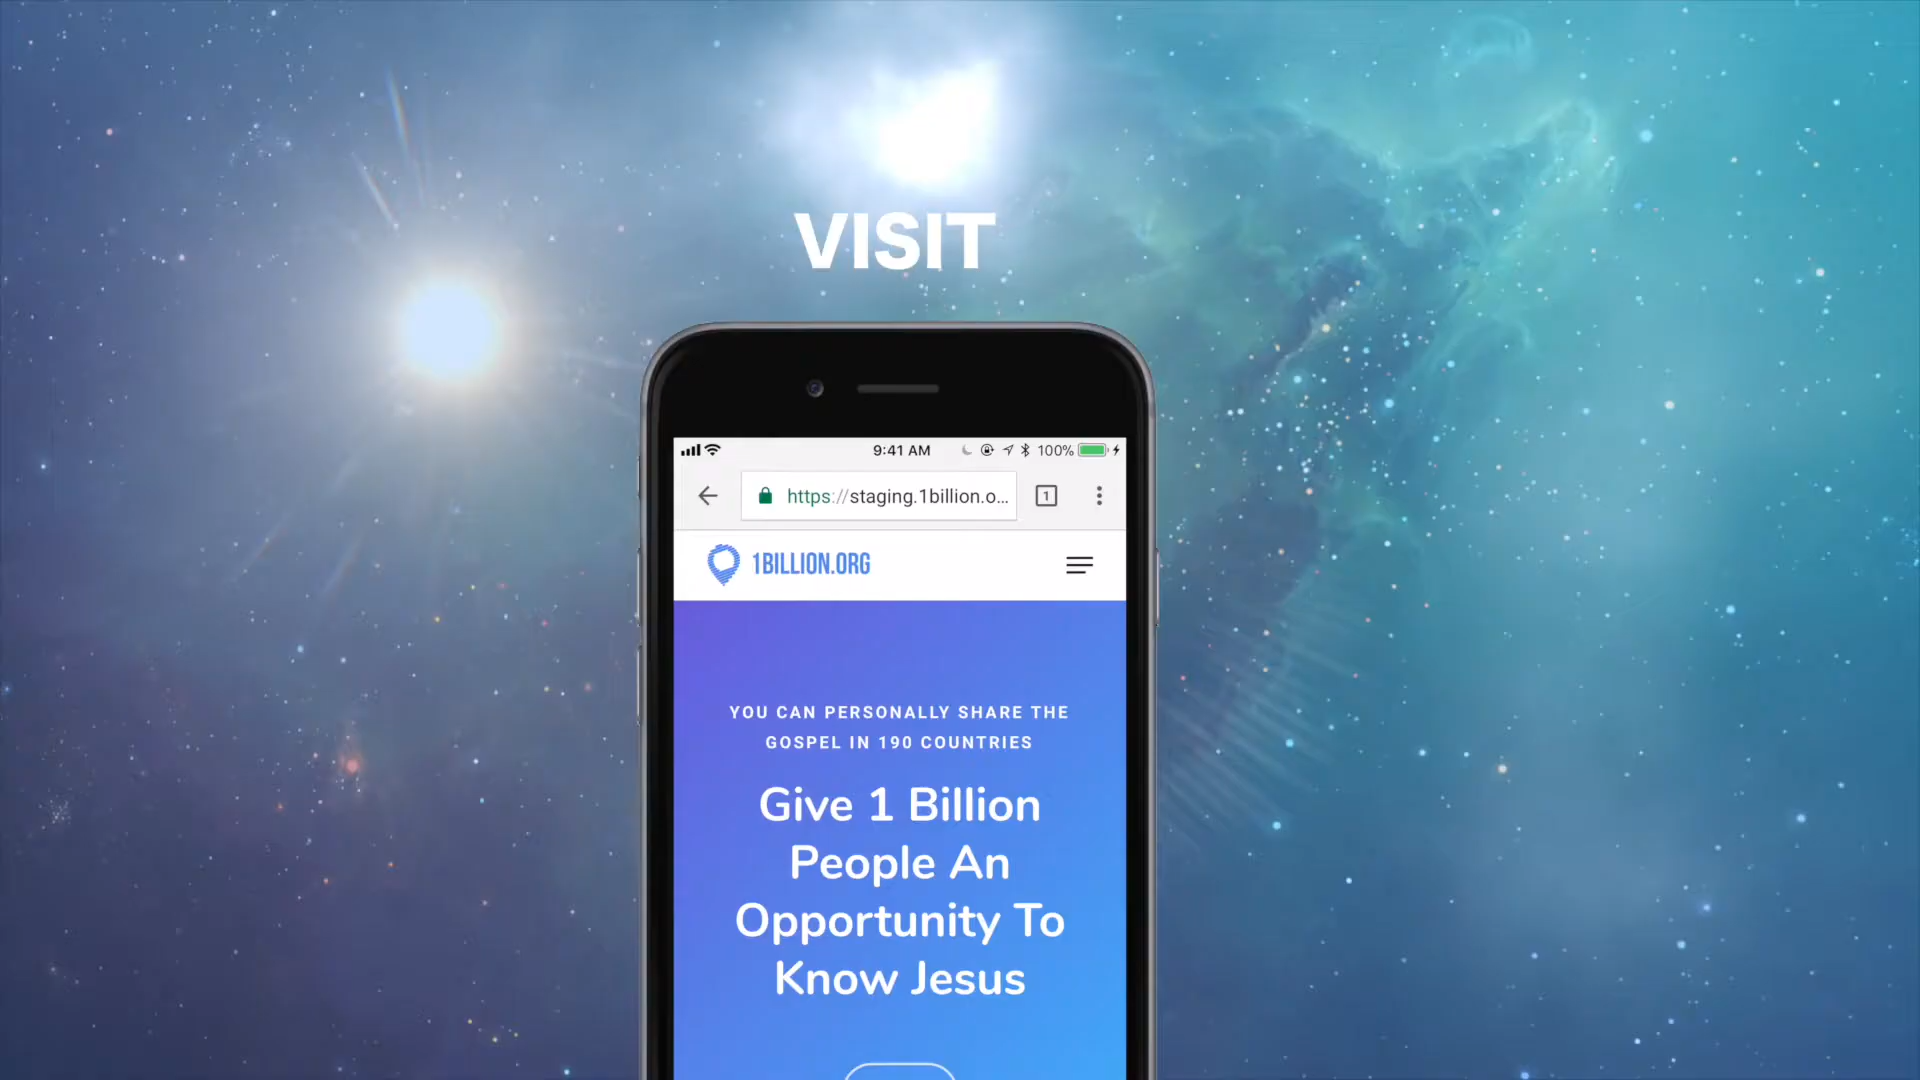 VISIT
9:41 AM
100%
https://staging.1billion.o...
1
1BILLION.ORG
YOU CAN PERSONALLY SHARE THE
GOSPEL IN 190 COUNTRIES
Give 1 Billion
People An
Opportunity To
Know Jesus